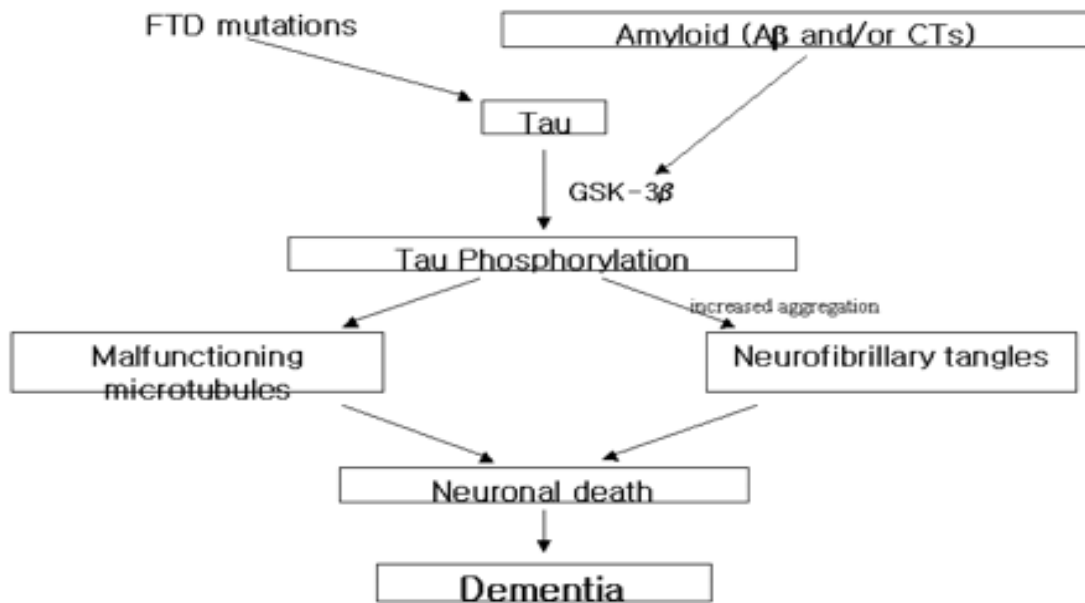 FTD mutations
Amyloid (Aβ and/or CTs)
Tau
GSK-3β
Tau Phosphorylation
increased aggregation
Malfunctioning
microtubules
Neurofibrillary tangles
Neuronal death
Dementia